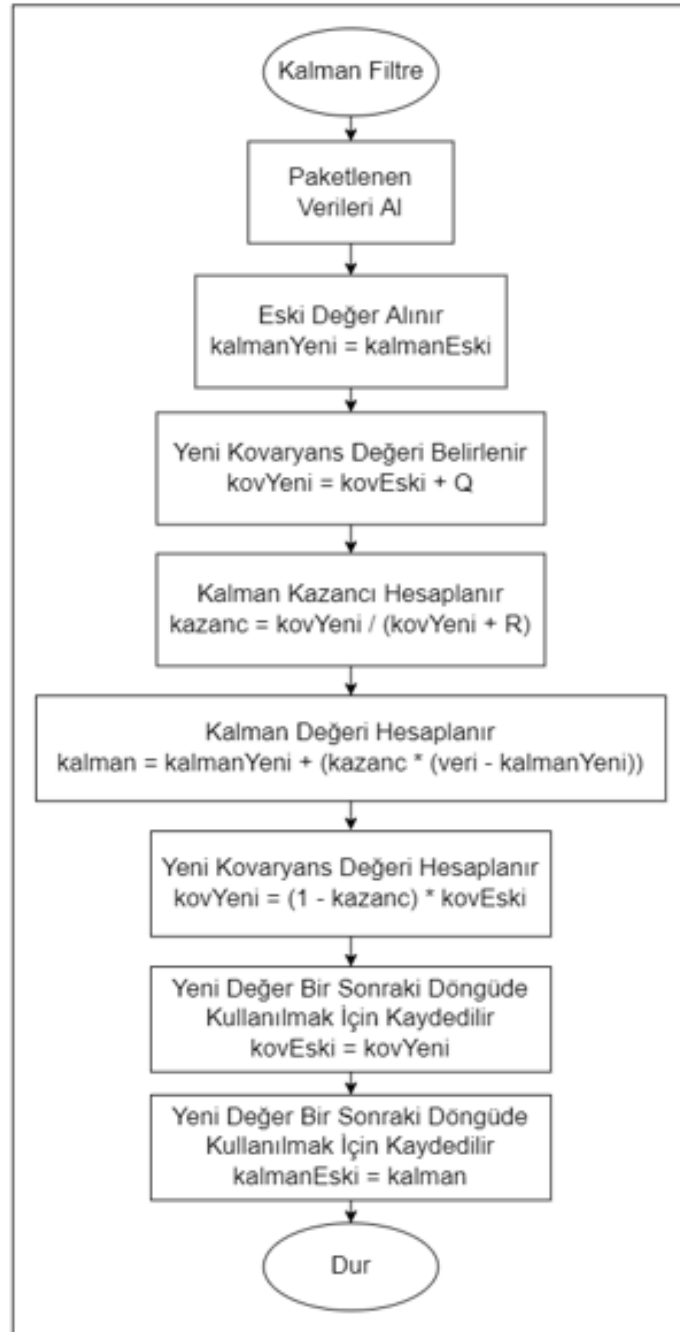 Kalman Filtre
Paketlenen
Verileri Al
Eski Değer Alınır
kalmanYeni = kalmanEski
Yeni Kovaryans Değeri Belirlenir
kovYeni = kovEski + Q
Kalman Kazancı Hesaplanır
kazanc = kovYeni / (kovYeni + R)
Kalman Değeri Hesaplanır
kalman = kalmanYeni + (kazanc * (veri - kalmanYeni))
Yeni Kovaryans Değeri Hesaplanır
kovYeni = (1 - kazanc) * kovEski
Yeni Değer Bir Sonraki Döngüde
Kullanılmak İçin Kaydedilir
kovEski = kovYeni
Yeni Değer Bir Sonraki Döngüde
Kullanılmak İçin Kaydedilir
kalmanEski = kalman
Dur